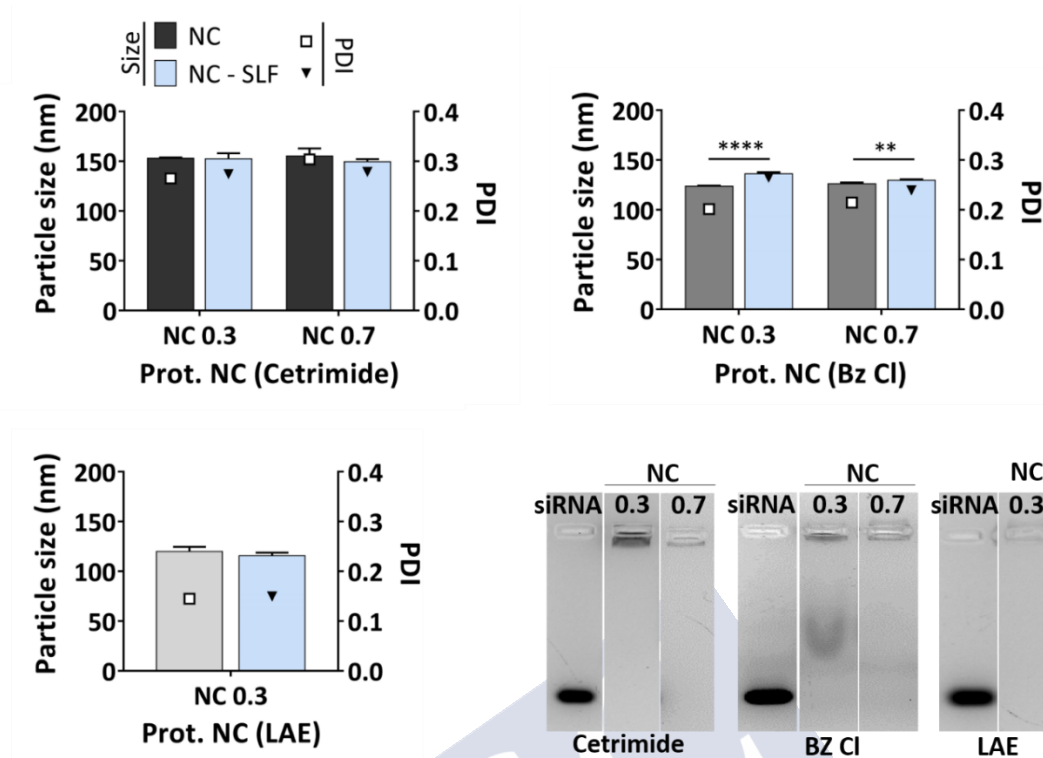 Size
NC
NC - SLF
PDI
Particle size (nm)
200
150
100
50
0
0.4
0.3
0.2
0.1
0.0
PDI
NC 0.3
NC 0.7
Prot. NC (Cetrimide)
Particle size (nm)
200
150
100
50
0
****
**
0.4
0.3
0.2
0.1
0.0
PDI
NC 0.3
NC 0.7
Prot. NC (Bz Cl)
Particle size (nm)
200
150
100
50
0
0.4
0.3
0.2
0.1
0.0
PDI
NC 0.3
Prot. NC (LAE)
NC
siRNA 0.3 0.7
Cetrimide
NC
siRNA 0.3 0.7
BZ Cl
NC
siRNA 0.3
LAE